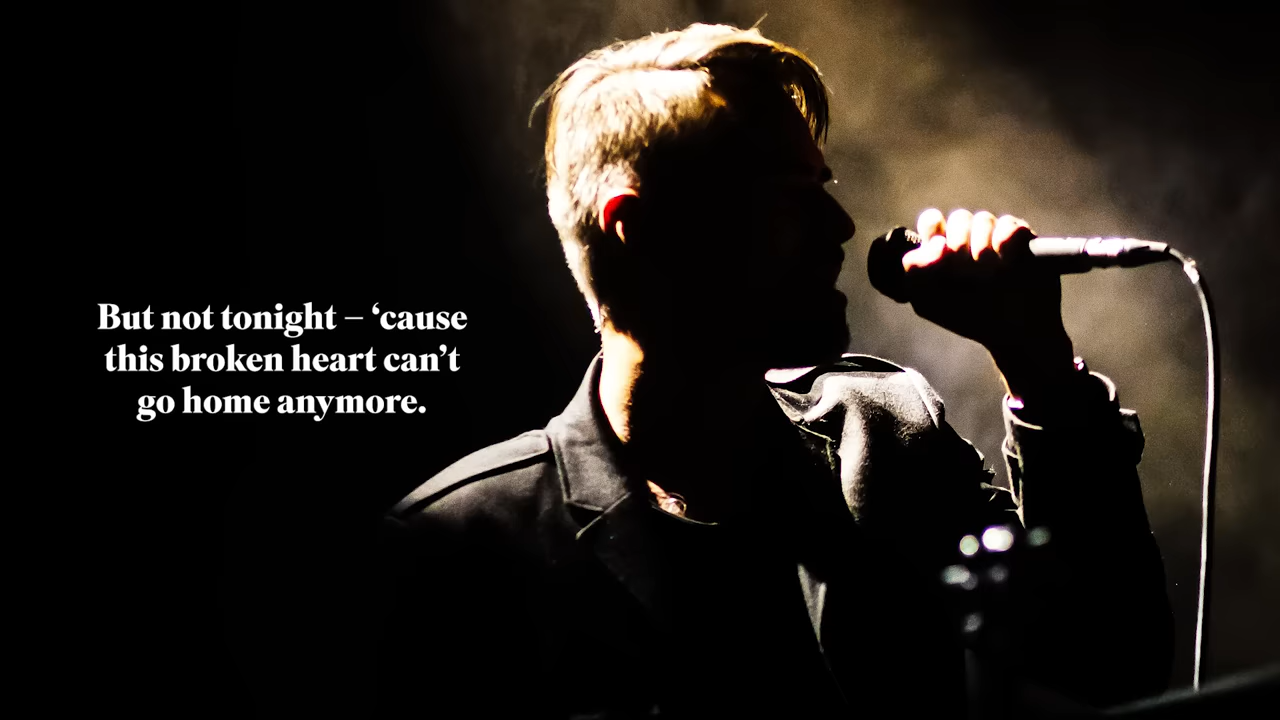 But not tonight – ‘cause
this broken heart can’t
go home anymore.